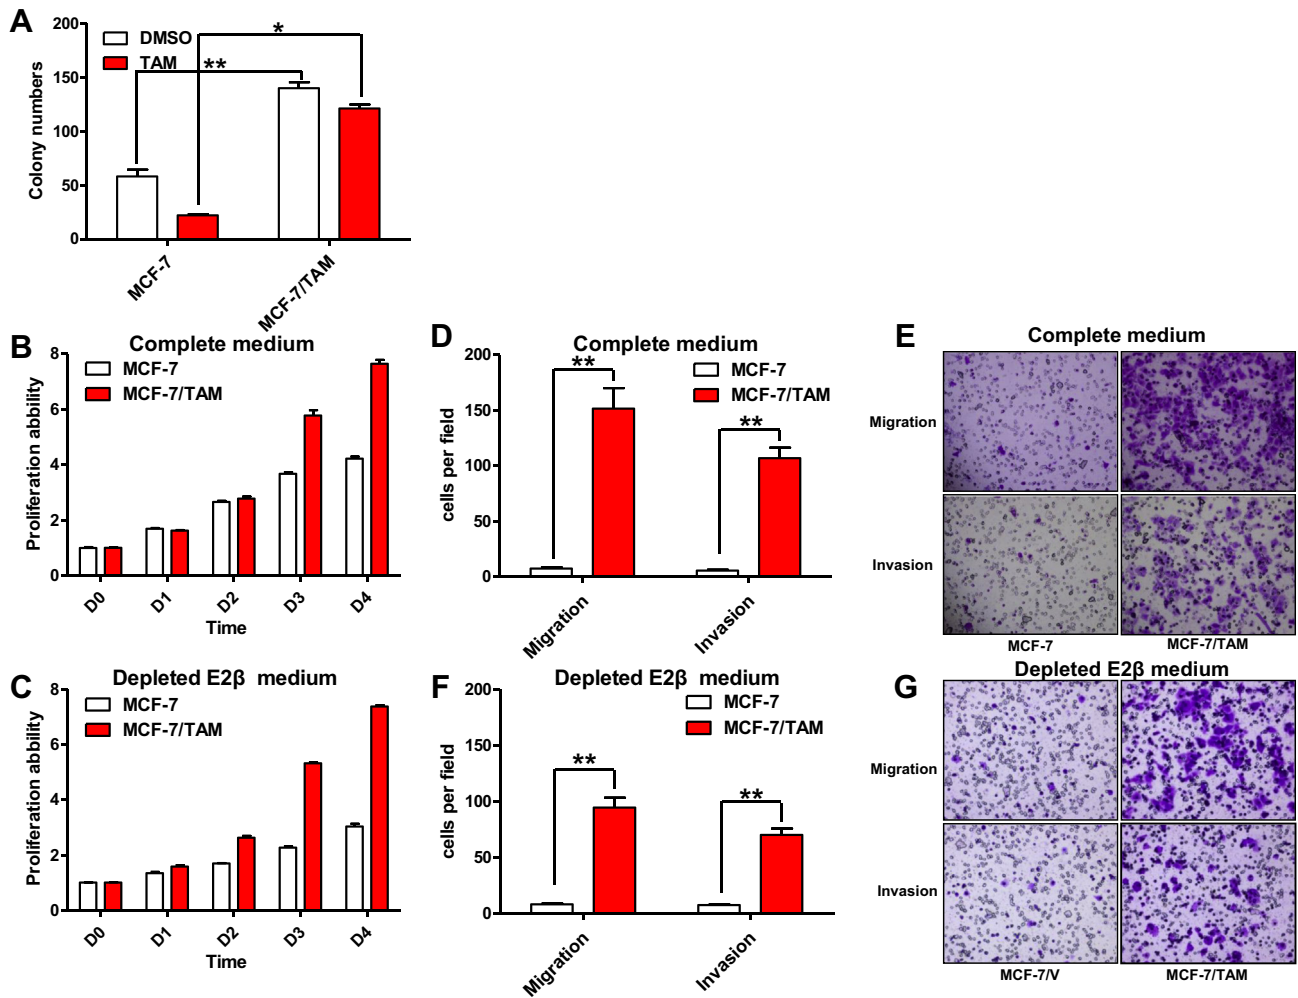 A
200
150
100
50
0
Colony numbers
DMSO
TAM
*
**
MCF-7
MCF-7/TAM
B
Complete medium
8
6
4
2
0
Proliferation abbility
MCF-7
MCF-7/TAM
D0
D1
D2
D3
D4
Time
D
Complete medium
200
150
100
50
0
cells per field
MCF-7
MCF-7/TAM
**
**
Migration
Invasion
E
Complete medium
Migration
Invasion
MCF-7
MCF-7/TAM
C
Depleted E2β medium
8
6
4
2
0
Proliferation abbility
MCF-7
MCF-7/TAM
D0
D1
D2
D3
D4
Time
F
Depleted E2β medium
200
150
100
50
0
cells per field
MCF-7
MCF-7/TAM
**
**
Migration
Invasion
G
Depleted E2β medium
Migration
Invasion
MCF-7/V
MCF-7/TAM